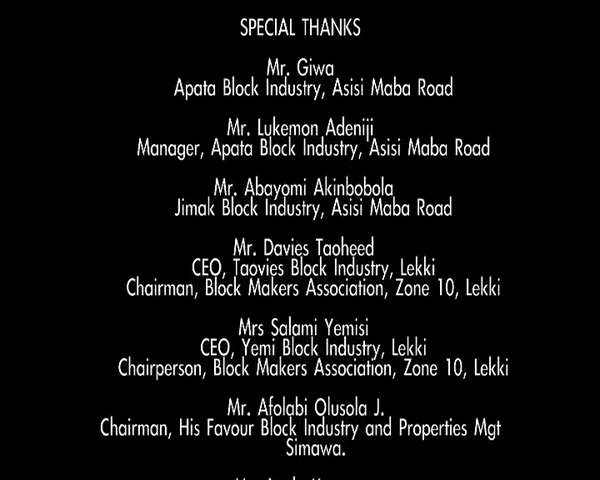 SPECIAL THANKS
Mr. Giwa
Apata Block Industry, Asisi Maba Road
Mr. Lukemon Adeniji
Manager, Apata Block Industry, Asisi Maba Road
Mr. Abayomi Akinbobola
Jimak Block Industry, Asisi Maba Road
Mr. Davies Taoheed
CEO, Taovies Block Industry, Lekki
Chairman, Block Makers Association, Zone 10, Lekki
Mrs Salami Yemisi
CEO, Yemi Block Industry, Lekki
Chairperson, Block Makers Association, Zone 10, Lekki
Mr. Afolabi Olusola J.
Chairman, His Favour Block Industry and Properties Mgt
Simawa.